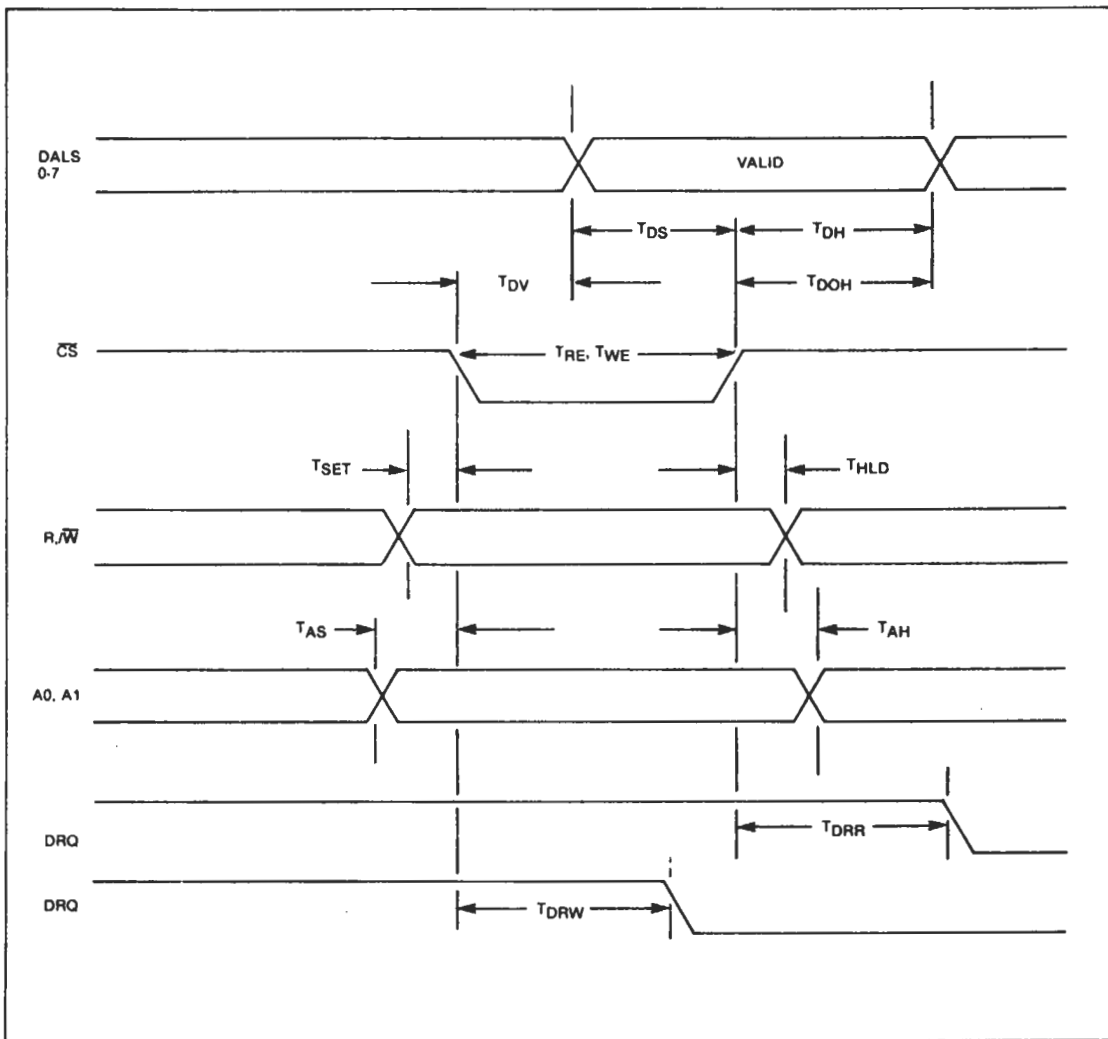 DALS
0-7
VALID
TDS
TDH
TDV
TDOH
CS
TRE, TWE
TSET
THLD
R/W
TAS
TAH
A0, A1
DRQ
TDRR
DRQ
TDRW